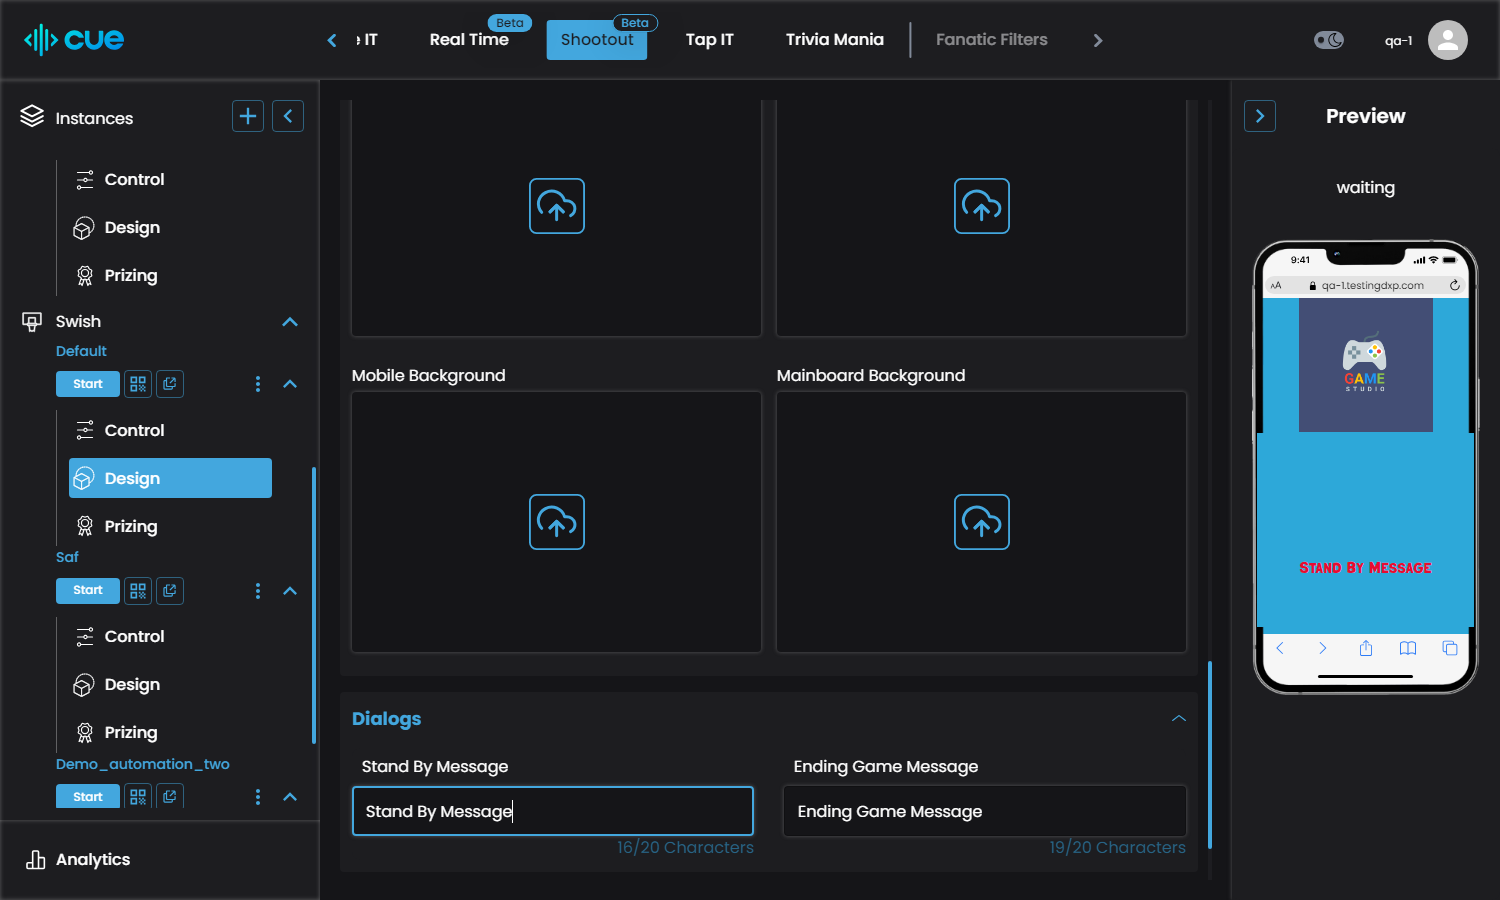 cue
e IT
Real Time
Beta
Shootout
Beta
Tap IT
Trivia Mania
Fanatic Filters
qa-1
Instances
Control
Design
Prizing
Swish
Default
Start
Control
Design
Prizing
Saf
Start
Control
Design
Prizing
Demo_automation_two
Start
Analytics
Mobile Background
Mainboard Background
Dialogs
Stand By Message
Ending Game Message
Stand By Message
Ending Game Message
16/20 Characters
19/20 Characters
Preview
waiting
9:41
AA
qa-1.testingdxp.com
GAME
STUDIO
Stand By Message